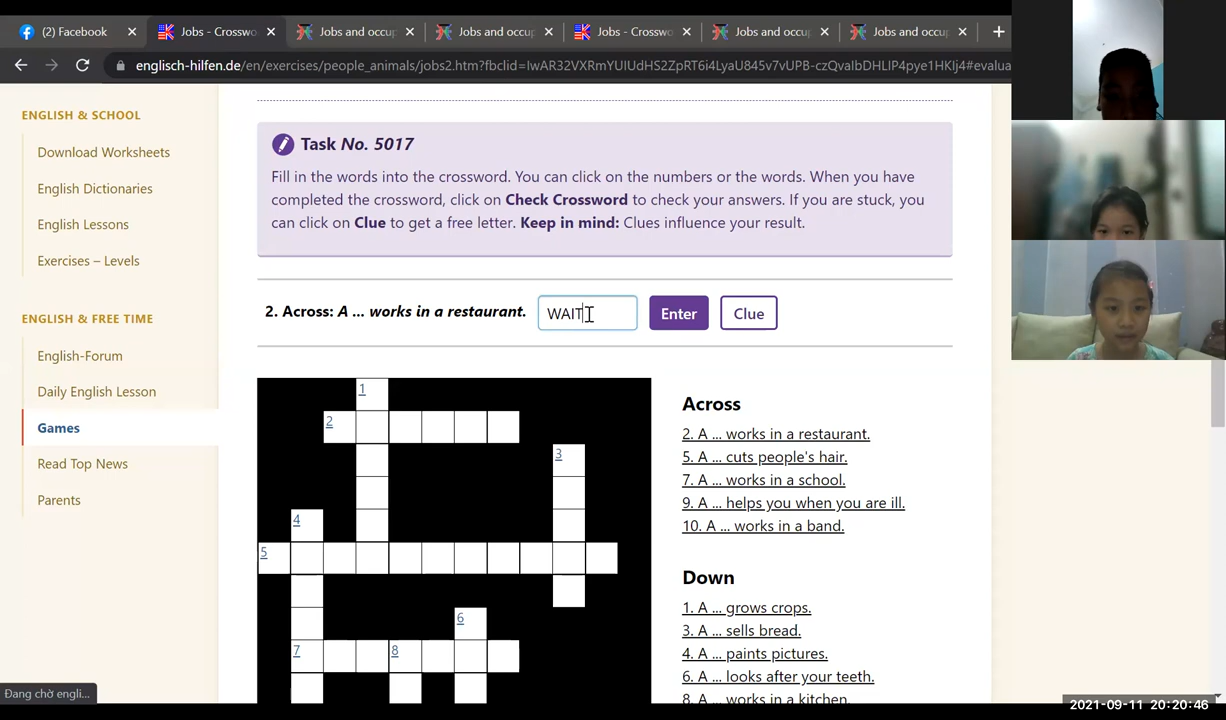 (2) Facebook
Jobs - Crosswo
Jobs and occup
Jobs and occup
Jobs - Crosswo
Jobs and occup
Jobs and occup
englisch-hilfen.de/en/exercises/people_animals/jobs2.htm?fbclid=IwAR32VXRmYUIUdHS2ZpRT6i4LyaU845v7vUPB-czQvaIbDHLIP4pye1HKIj4#evalua
ENGLISH & SCHOOL
Download Worksheets
English Dictionaries
English Lessons
Exercises – Levels
ENGLISH & FREE TIME
English-Forum
Daily English Lesson
Games
Read Top News
Parents
Task No. 5017
Fill in the words into the crossword. You can click on the numbers or the words. When you have
completed the crossword, click on Check Crossword to check your answers. If you are stuck, you
can click on Clue to get a free letter. Keep in mind: Clues influence your result.
2. Across: A ... works in a restaurant. WAIT Enter Clue
1
2
3
4
5
6
7 8
Across
2. A ... works in a restaurant.
5. A ... cuts people's hair.
7. A ... works in a school.
9. A ... helps you when you are ill.
10. A ... works in a band.
Down
1. A ... grows crops.
3. A ... sells bread.
4. A ... paints pictures.
6. A ... looks after your teeth.
8. A ... works in a kitchen.
Đang chờ engli...
2021-09-11 20:20:46